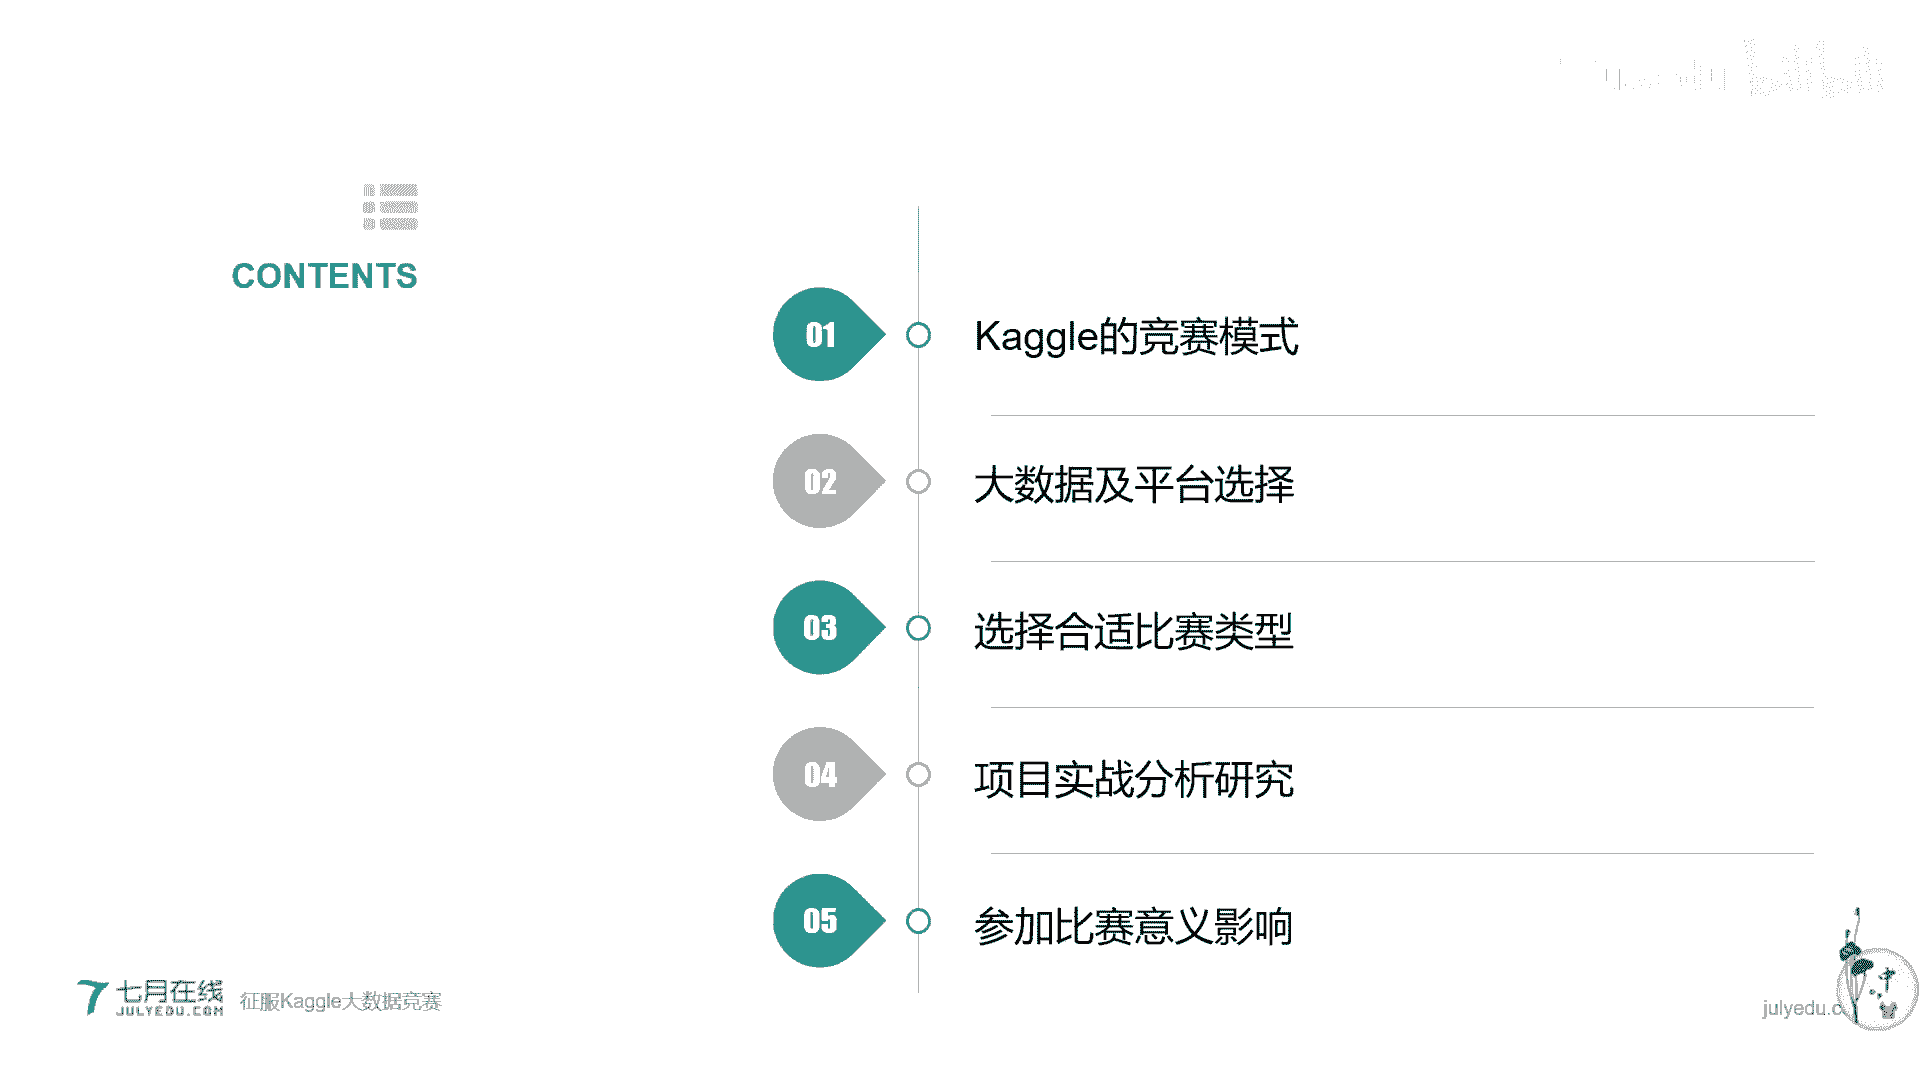 CONTENTS
01
Kaggle的竞赛模式
02
大数据及平台选择
03
选择合适比赛类型
04
项目实战分析研究
05
参加比赛意义影响
七月在线
JULYEDU.COM
征服Kaggle大数据竞赛
julyedu.c